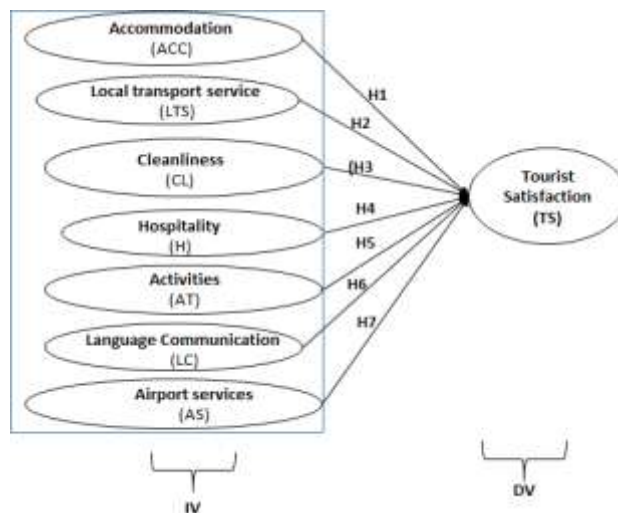 Accommodation
(ACC)
H1
Local transport service
(LTS)
H2
Cleanliness
(CL)
(H3
Tourist
Satisfaction
(TS)
Hospitality
(H)
H4
H5
Activities
(AT)
H6
Language Communication
(LC)
H7
Airport services
(AS)
IV
DV